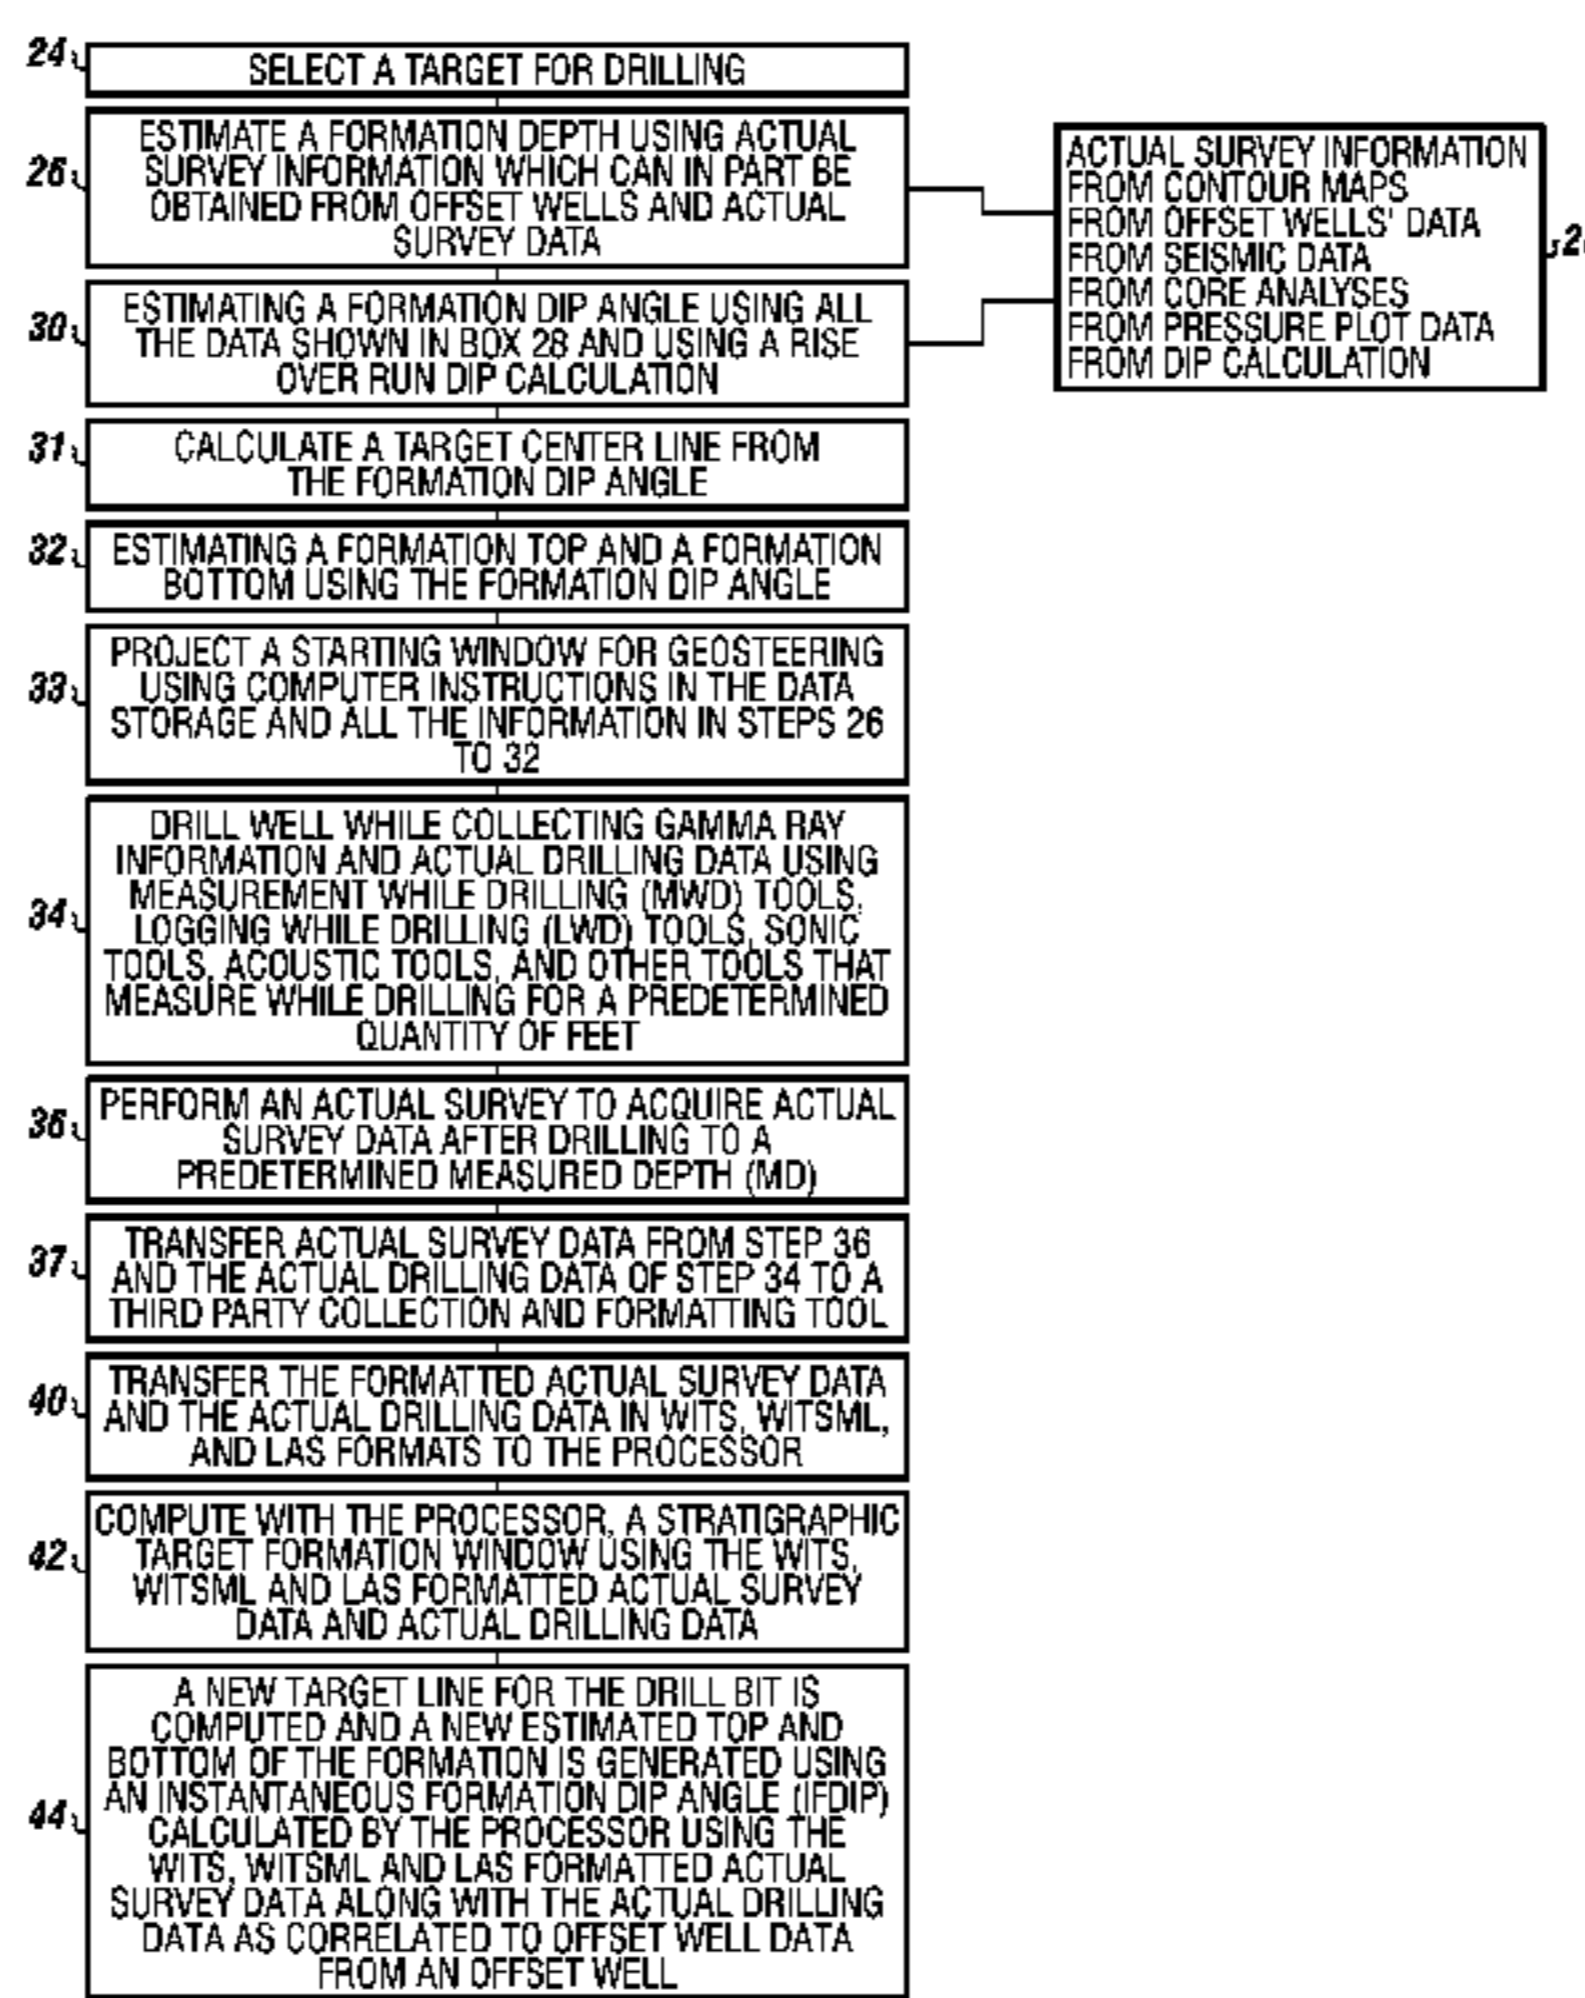 24
SELECT A TARGET FOR DRILLING
26
ESTIMATE A FORMATION DEPTH USING ACTUAL
SURVEY INFORMATION WHICH CAN IN PART BE
OBTAINED FROM OFFSET WELLS AND ACTUAL
SURVEY DATA
ACTUAL SURVEY INFORMATION
FROM CONTOUR MAPS
FROM OFFSET WELLS' DATA
FROM SEISMIC DATA
FROM CORE ANALYSES
FROM PRESSURE PLOT DATA
FROM DIP CALCULATION
30
ESTIMATING A FORMATION DIP ANGLE USING ALL
THE DATA SHOWN IN BOX 28 AND USING A RISE
OVER RUN DIP CALCULATION
31
CALCULATE A TARGET CENTER LINE FROM
THE FORMATION DIP ANGLE
32
ESTIMATING A FORMATION TOP AND A FORMATION
BOTTOM USING THE FORMATION DIP ANGLE
33
PROJECT A STARTING WINDOW FOR GEOSTEERING
USING COMPUTER INSTRUCTIONS IN THE DATA
STORAGE AND ALL THE INFORMATION IN STEPS 26
TO 32
34
DRILL WELL WHILE COLLECTING GAMMA RAY
INFORMATION AND ACTUAL DRILLING DATA USING
MEASUREMENT WHILE DRILLING (MWD) TOOLS,
LOGGING WHILE DRILLING (LWD) TOOLS, SONIC
TOOLS, ACOUSTIC TOOLS, AND OTHER TOOLS THAT
MEASURE WHILE DRILLING FOR A PREDETERMINED
QUANTITY OF FEET
36
PERFORM AN ACTUAL SURVEY TO ACQUIRE ACTUAL
SURVEY DATA AFTER DRILLING TO A
PREDETERMINED MEASURED DEPTH (MD)
37
TRANSFER ACTUAL SURVEY DATA FROM STEP 36
AND THE ACTUAL DRILLING DATA OF STEP 34 TO A
THIRD PARTY COLLECTION AND FORMATTING TOOL
40
TRANSFER THE FORMATTED ACTUAL SURVEY DATA
AND THE ACTUAL DRILLING DATA IN WITS, WITSML,
AND LAS FORMATS TO THE PROCESSOR
42
COMPUTE WITH THE PROCESSOR, A STRATIGRAPHIC
TARGET FORMATION WINDOW USING THE WITS,
WITSML AND LAS FORMATTED ACTUAL SURVEY
DATA AND ACTUAL DRILLING DATA
44
A NEW TARGET LINE FOR THE DRILL BIT IS
COMPUTED AND A NEW ESTIMATED TOP AND
BOTTOM OF THE FORMATION IS GENERATED USING
AN INSTANTANEOUS FORMATION DIP ANGLE (IFDIP)
CALCULATED BY THE PROCESSOR USING THE
WITS, WITSML AND LAS FORMATTED ACTUAL
SURVEY DATA ALONG WITH THE ACTUAL DRILLING
DATA AS CORRELATED TO OFFSET WELL DATA
FROM AN OFFSET WELL